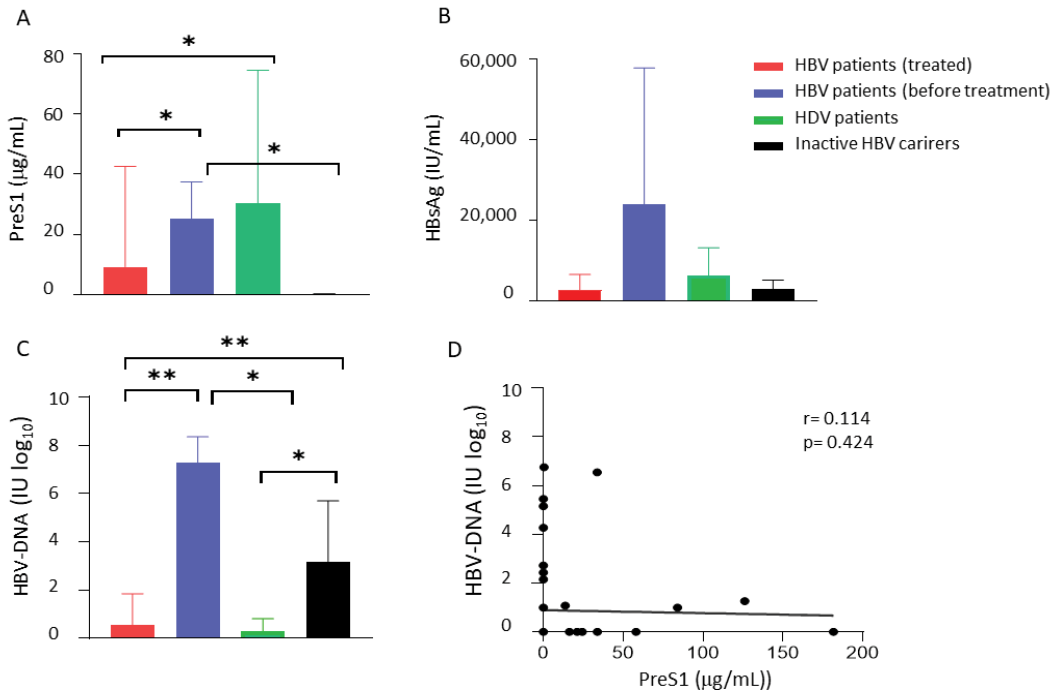 A
PreS1 (µg/mL)
80
60
40
20
0
*
*
*
B
HBsAg (IU/mL)
60,000
40,000
20,000
0
HBV patients (treated)
HBV patients (before treatment)
HDV patients
Inactive HBV carirers
C
HBV-DNA (IU log10)
10
8
6
4
2
0
**
**
*
*
D
HBV-DNA (IU log10)
10
8
6
4
2
0
r= 0.114
p= 0.424
0
50
100
150
200
PreS1 (µg/mL))